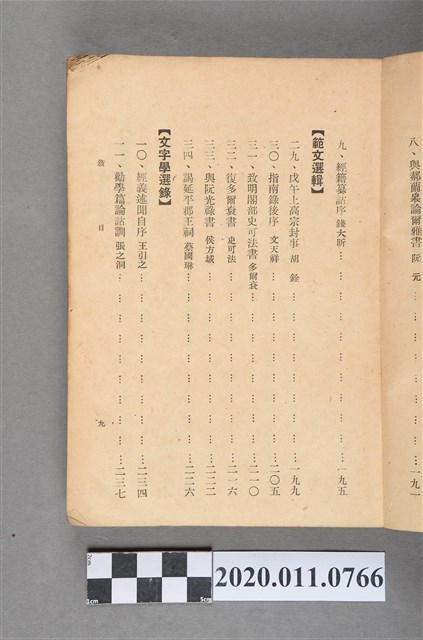 八、與郝蘭臯論爾雅書 阮 元 … … … … … … … … … 一九一
九、經籍纂詁序 錢大昕 … … … … … … … … … 一九五
【範文選輯】
二九、戊午上高宗封事 胡 銓 … … … … … … … … … 一九九
三〇、指南錄後序 文天祥 … … … … … … … … … 二〇五
三一、致明閣部史可法書 多爾袞 … … … … … … … … 二一〇
三二、復多爾袞書 史可法 … … … … … … … … … 二一六
三三、與阮光祿書 侯方域 … … … … … … … … … 二二二
三四、謁延平郡王祠 蔡國琳 … … … … … … … … … 二二六
【文字學選錄】
一〇、經義述聞自序 王引之 … … … … … … … … … 二三四
一一、勸學篇論詁訓 張之洞 … … … … … … … … … 二三七
目
九
2cm
1cm
5cm
2020.011.0766